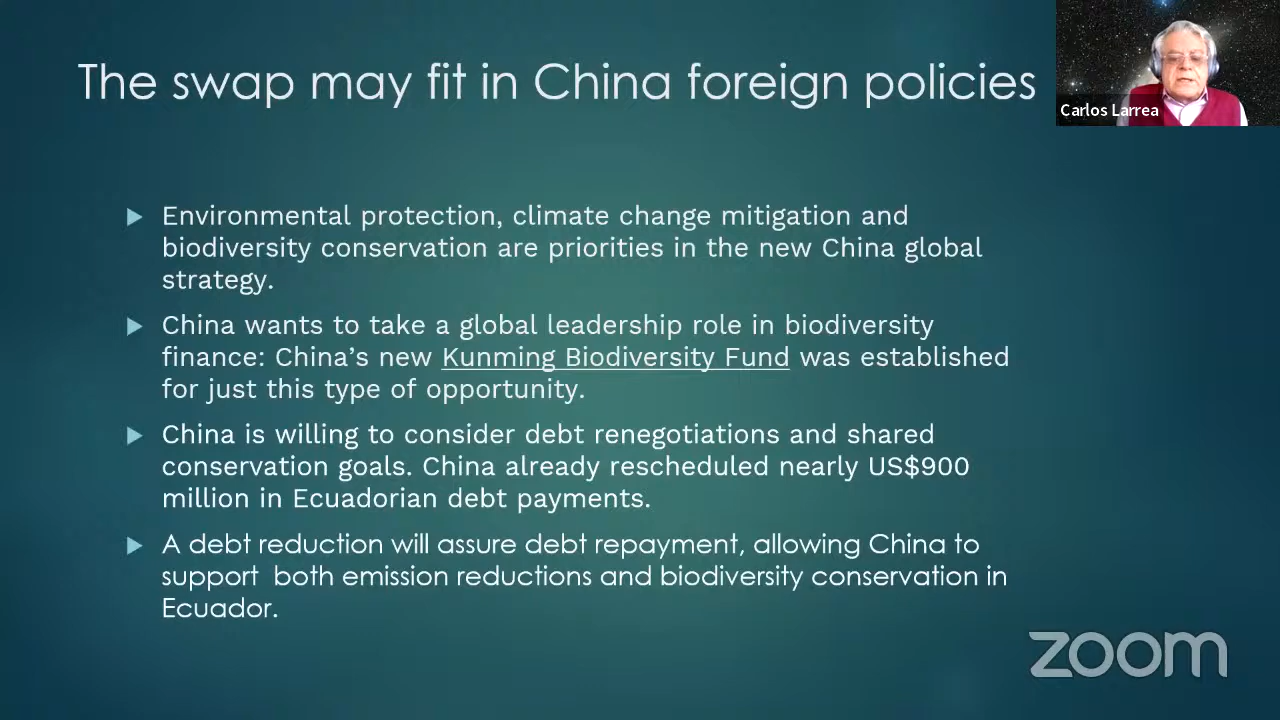 The swap may fit in China foreign policies
Carlos Larrea
Environmental protection, climate change mitigation and
biodiversity conservation are priorities in the new China global
strategy.
China wants to take a global leadership role in biodiversity
finance: China's new Kunming Biodiversity Fund was established
for just this type of opportunity.
China is willing to consider debt renegotiations and shared
conservation goals. China already rescheduled nearly US$900
million in Ecuadorian debt payments.
A debt reduction will assure debt repayment, allowing China to
support  both emission reductions and biodiversity conservation in
Ecuador.
zoom